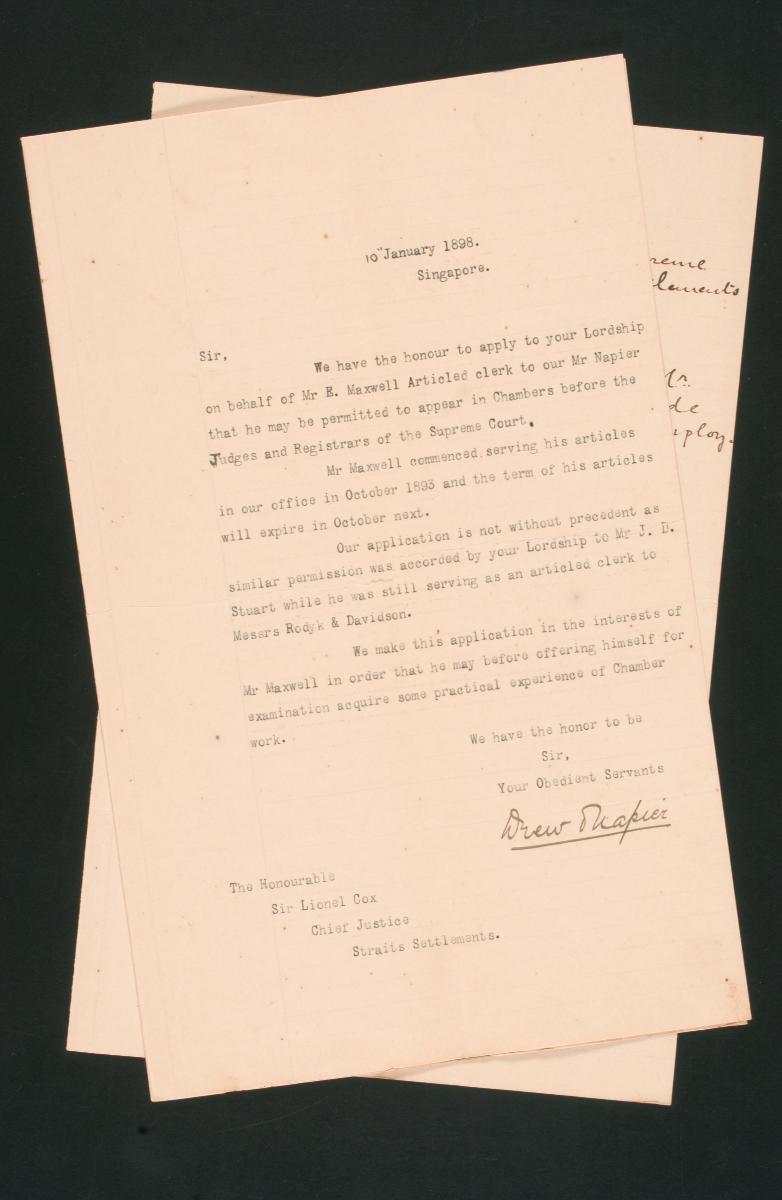 10" January 1898.
Singapore.
Sir,
We have the honour to apply to your Lordship
on behalf of Mr E. Maxwell Articled clerk to our Mr Napier
that he may be permitted to appear in Chambers before the
Judges and Registrars of the Supreme Court.
Mr Maxwell commenced serving his articles
in our office in October 1893 and the term of his articles
will expire in October next.
Our application is not without precedent as
similar permission was accorded by your Lordship to Mr J. D.
Stuart while he was still serving as an articled clerk to
Messrs Rodyk & Davidson.
We make this application in the interests of
Mr Maxwell in order that he may before offering himself for
examination acquire some practical experience of Chamber
work.
We have the honor to be
Sir,
Your Obedient Servants
Drew Napier
The Honourable
Sir Lionel Cox
Chief Justice
Straits Settlements.
reme
lements
de
mploy-